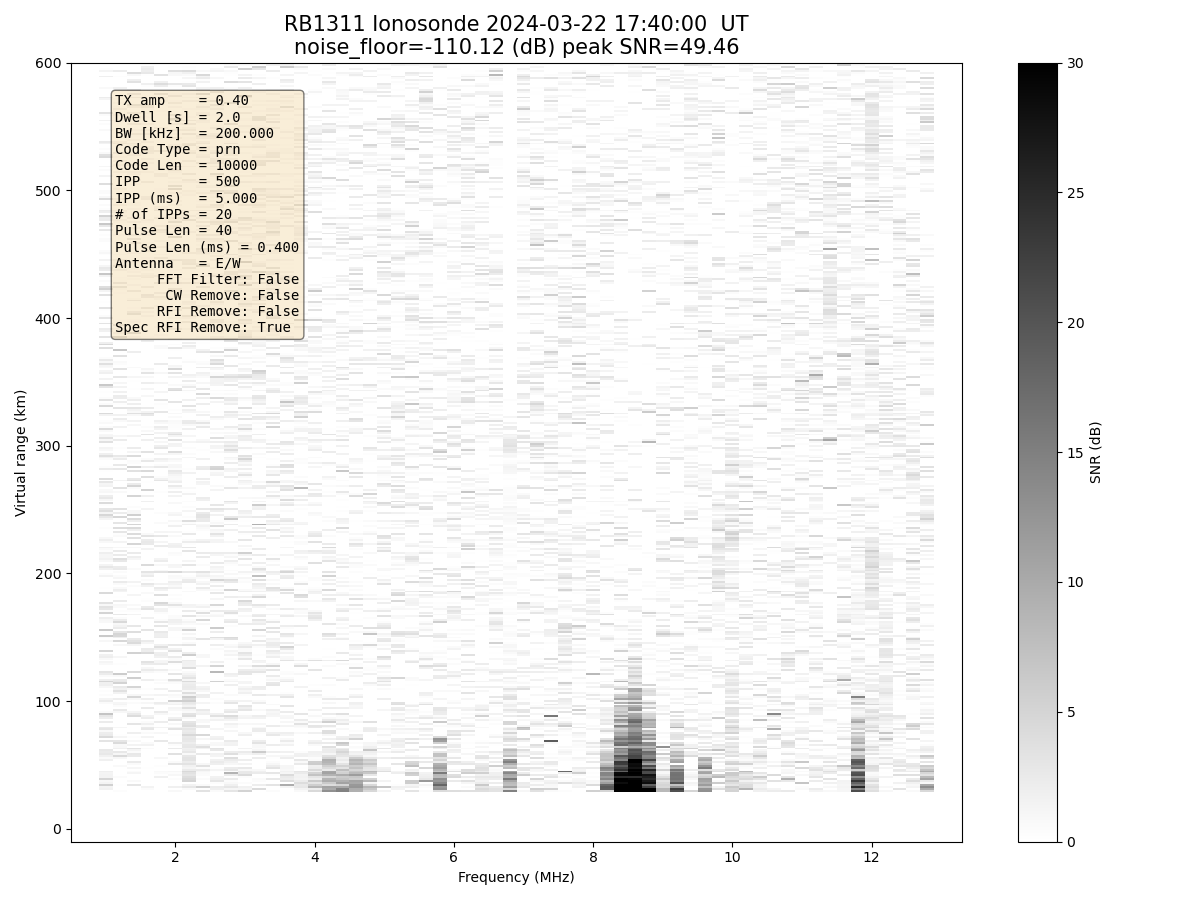 RB1311 Ionosonde 2024-03-22 17:40:00  UT
noise_floor=-110.12 (dB) peak SNR=49.46
TX amp    = 0.40
Dwell [s] = 2.0
BW [kHz]  = 200.000
Code Type = prn
Code Len  = 10000
IPP       = 500
IPP (ms)  = 5.000
# of IPPs = 20
Pulse Len = 40
Pulse Len (ms) = 0.400
Antenna   = E/W
FFT Filter: False
CW Remove: False
RFI Remove: False
Spec RFI Remove: True
Virtual range (km)
600
500
400
300
200
100
0
2 4 6 8 10 12
Frequency (MHz)
30
25
20
15
10
5
0
SNR (dB)